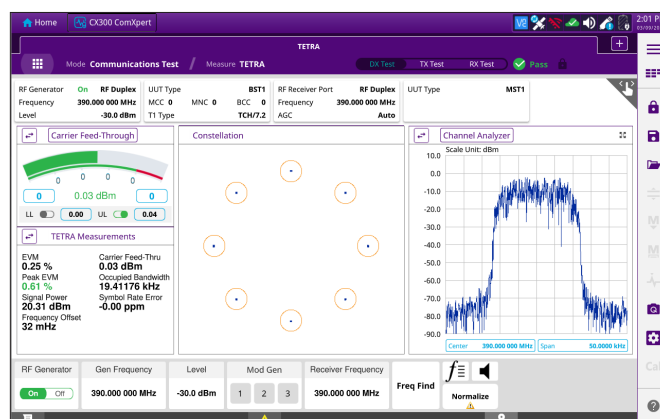 Home CX300 ComXpert 2:01 P
TETRA
Mode Communications Test Measure TETRA DX Test TX Test RX Test Pass
RF Generator On RF Duplex
Frequency 390.000 000 MHz
Level -30.0 dBm
UUT Type BST1
MCC 0 MNC 0 BCC 0
T1 Type TCH/7.2
RF Receiver Port RF Duplex
Frequency 390.000 000 MHz
AGC Auto
UUT Type MST1
Carrier Feed-Through
0 0 0 0
0 0.03 dBm 0
LL 0.00 UL 0.04
TETRA Measurements
EVM
0.25 %
Peak EVM
0.61 %
Signal Power
20.31 dBm
Frequency Offset
32 mHz
Carrier Feed-Thru
0.03 dBm
Occupied Bandwidth
19.41176 kHz
Symbol Rate Error
-0.00 ppm
Constellation
Channel Analyzer
Scale Unit: dBm
10.0
0.0
-10.0
-20.0
-30.0
-40.0
-50.0
-60.0
-70.0
-80.0
-90.0
Center 390.000 000 MHz Span 50.0000 kHz
RF Generator
On Off
Gen Frequency
390.000 000 MHz
Level
-30.0 dBm
Mod Gen
1 2 3
Receiver Frequency
390.000 000 MHz
Freq Find
Normalize
M
M
Cal